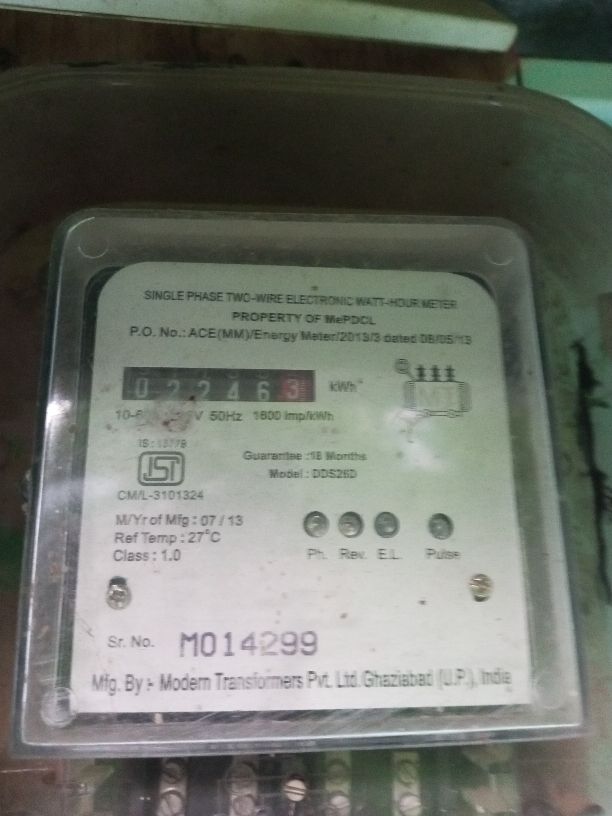 SINGLE PHASE TWO-WIRE ELECTRONIC WATT-HOUR METER
PROPERTY OF MePDCL
P.O. No.: ACE(MM)/Energy Meter/2013/3 dated 08/05/13
022463 kWh
50Hz 1600 imp/kWh
MT
IS : 13779
Guarantee :18 Months
Model : DDS26D
CM/L-3101324
M/Yr of Mfg : 07 / 13
Ref Temp : 27°C
Class : 1.0
Ph. Rev. E.L. Pulse
Sr. No. M014299
Mfg. By :- Modern Transformers Pvt. Ltd. Ghaziabad (U.P.), India